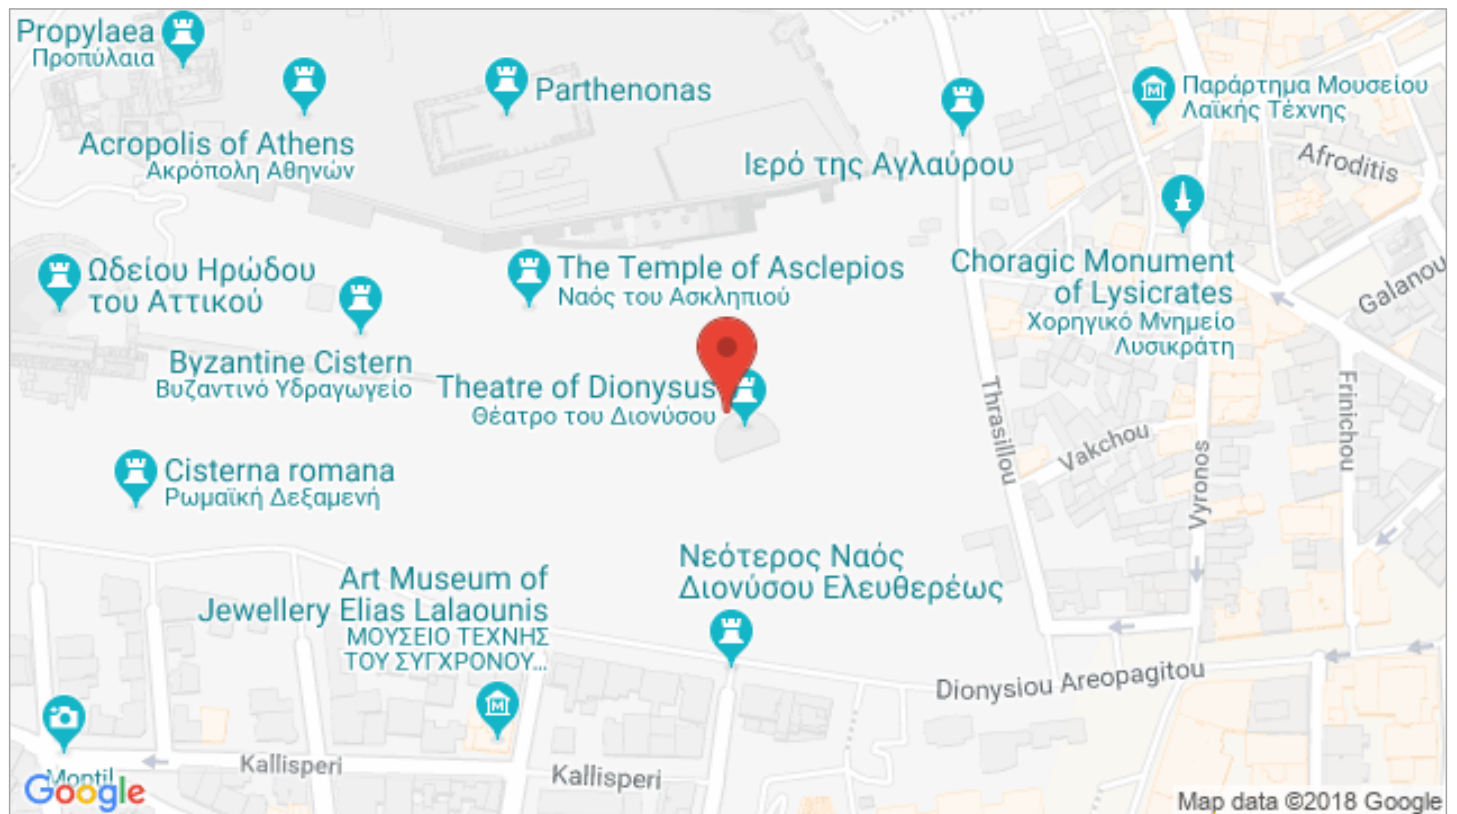 Propylaea
Προπύλαια
Acropolis of Athens
Ακρόπολη Αθηνών
Parthenonas
Ιερό της Αγλαύρου
Παράρτημα Μουσείου
Λαϊκής Τέχνης
Afroditis
Ωδείου Ηρώδου
του Αττικού
Byzantine Cistern
Βυζαντινό Υδραγωγείο
The Temple of Asclepios
Ναός του Ασκληπιού
Choragic Monument
of Lysicrates
Χορηγικό Μνημείο
Λυσικράτη
Galanou
Theatre of Dionysus
Θέατρο του Διονύσου
Thrasillou
Vakchou
Vyronos
Frinichou
Cisterna romana
Ρωμαϊκή Δεξαμενή
Art Museum of
Jewellery Elias Lalaounis
ΜΟΥΣΕΙΟ ΤΕΧΝΗΣ
ΤΟΥ ΣΥΓΧΡΟΝΟΥ...
Νεότερος Ναός
Διονύσου Ελευθερέως
Dionysiou Areopagitou
Kallisperi
Kallisperi
Google
Map data ©2018 Google